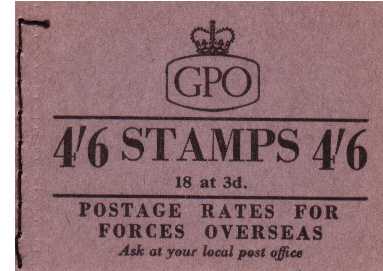 GPO
4/6 STAMPS 4/6
18 at 3d.
POSTAGE RATES FOR
FORCES OVERSEAS
Ask at your local post office